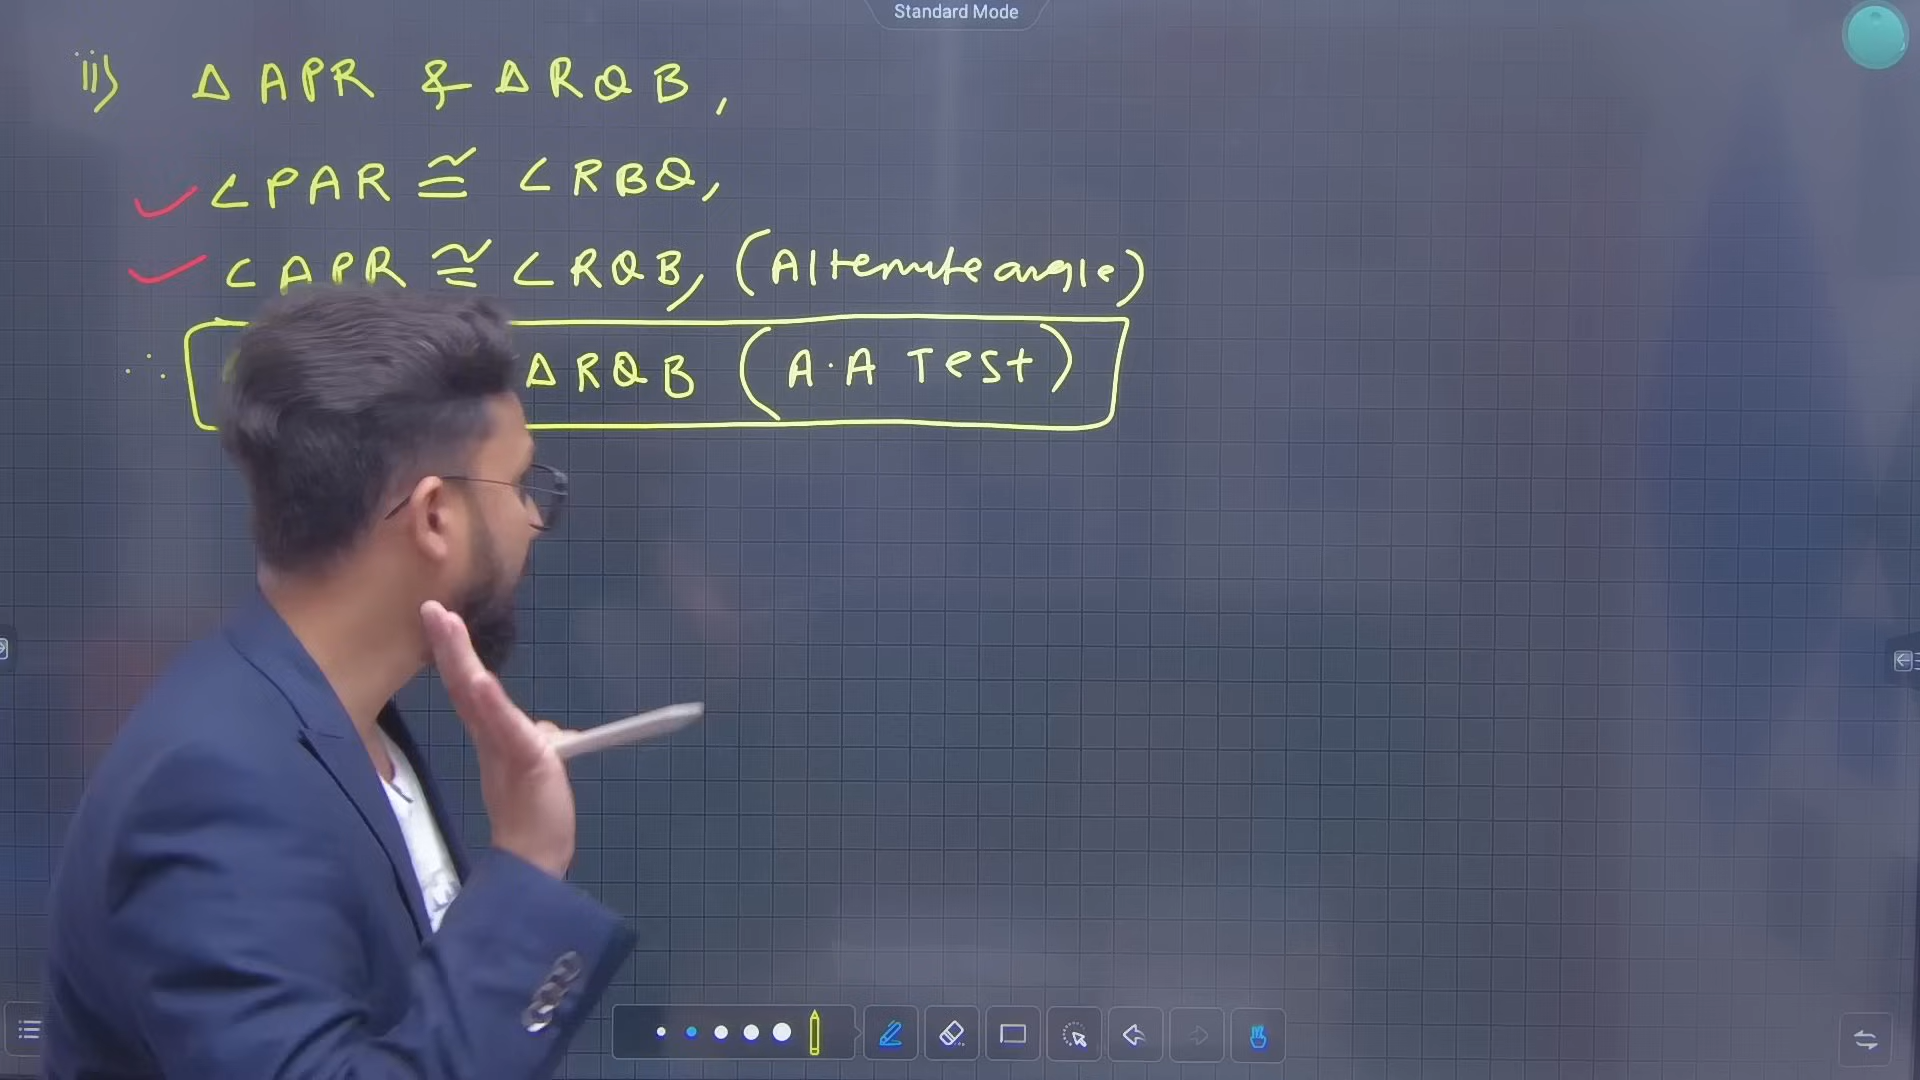 Standard Mode
ii) Δ APR & Δ RQB,
∠PAR ≅ ∠RBQ,
∠APR ≅ ∠RQB, (Alternate angle)
∴ Δ RQB (A.A Test)